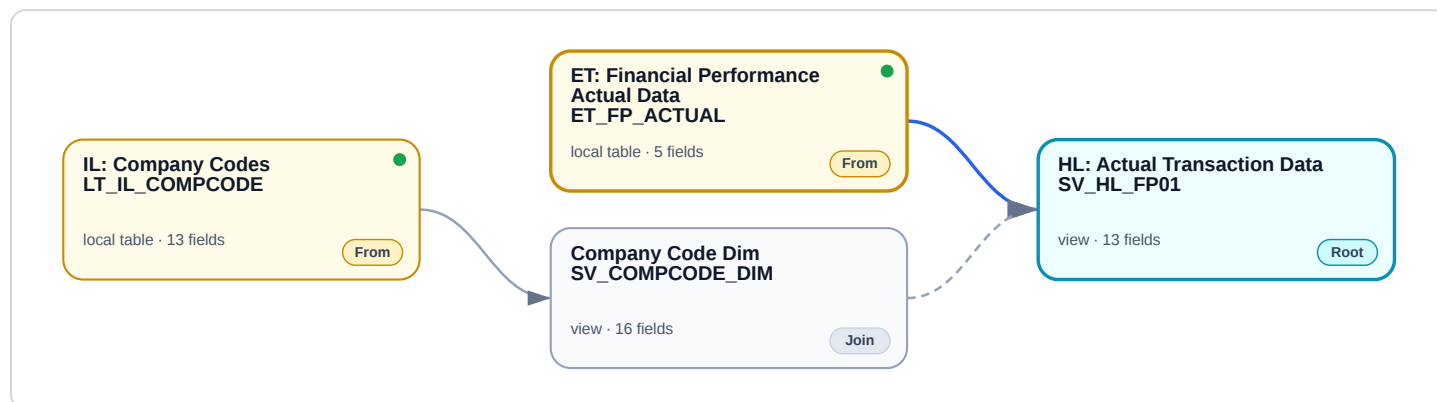 IL: Company Codes
LT_IL_COMPCODE
local table · 13 fields
From
ET: Financial Performance
Actual Data
ET_FP_ACTUAL
local table · 5 fields
From
Company Code Dim
SV_COMPCODE_DIM
view · 16 fields
Join
HL: Actual Transaction Data
SV_HL_FP01
view · 13 fields
Root